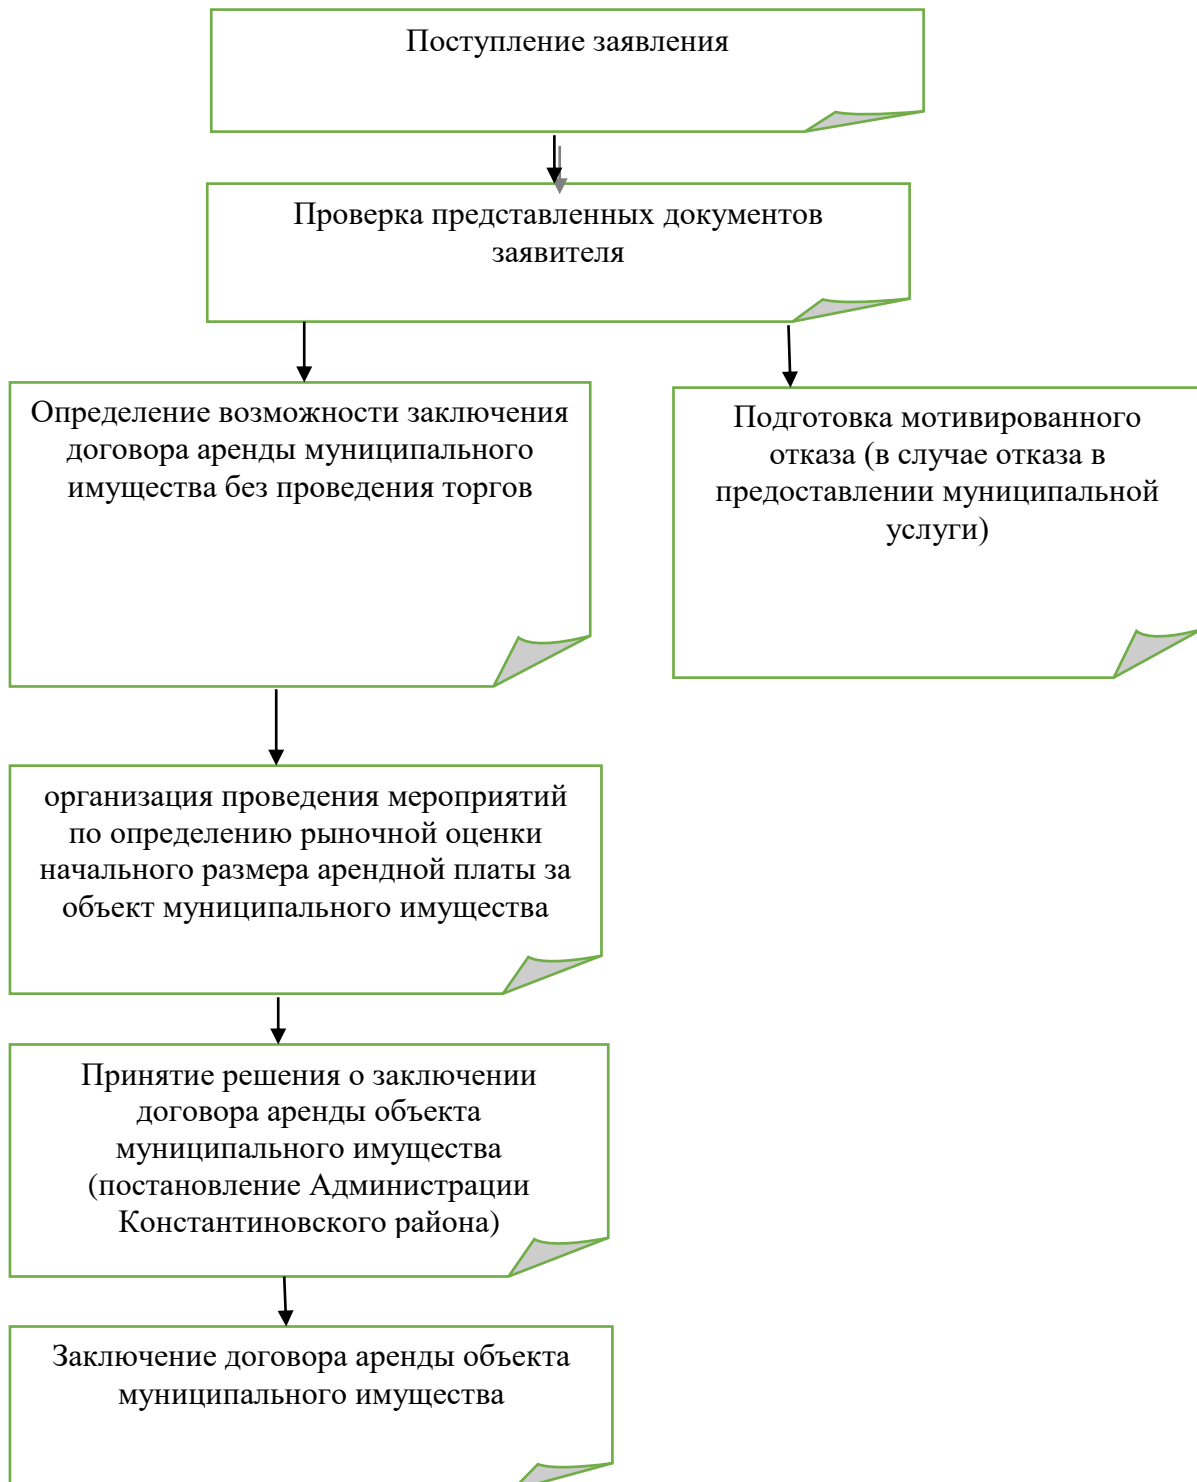 Поступление заявления
Проверка представленных документов
заявителя
Определение возможности заключения
договора аренды муниципального
имущества без проведения торгов
Подготовка мотивированного
отказа (в случае отказа в
предоставлении муниципальной
услуги)
организация проведения мероприятий
по определению рыночной оценки
начального размера арендной платы за
объект муниципального имущества
Принятие решения о заключении
договора аренды объекта
муниципального имущества
(постановление Администрации
Константиновского района)
Заключение договора аренды объекта
муниципального имущества